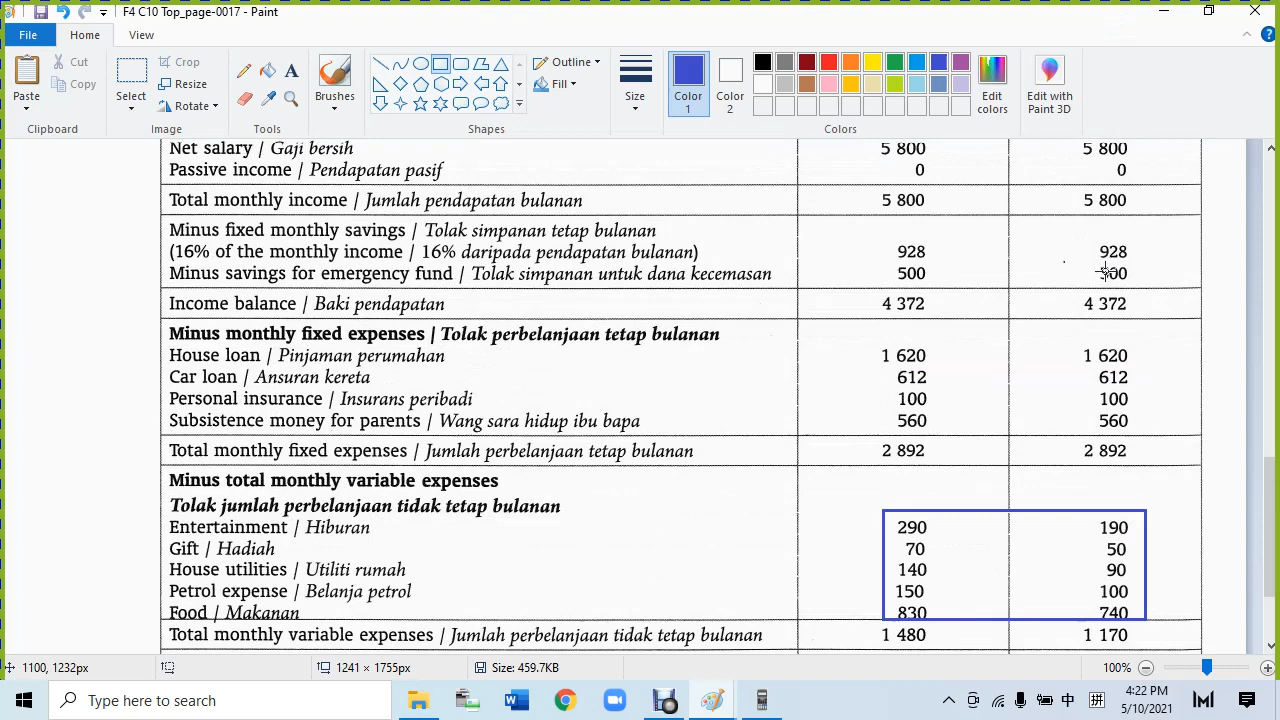 F4 C10 Top_page-0017 - Paint
File Home View
Paste Cut Copy Clipboard
Select Crop Resize Rotate Image
Tools
Brushes
Outline Fill Shapes
Size
Color 1 Color 2 Edit colors Colors
Edit with Paint 3D
Net salary / Gaji bersih 5 800 5 800
Passive income / Pendapatan pasif 0 0
Total monthly income / Jumlah pendapatan bulanan 5 800 5 800
Minus fixed monthly savings / Tolak simpanan tetap bulanan
(16% of the monthly income / 16% daripada pendapatan bulanan) 928 928
Minus savings for emergency fund / Tolak simpanan untuk dana kecemasan 500 500
Income balance / Baki pendapatan 4 372 4 372
Minus monthly fixed expenses / Tolak perbelanjaan tetap bulanan
House loan / Pinjaman perumahan 1 620 1 620
Car loan / Ansuran kereta 612 612
Personal insurance / Insurans peribadi 100 100
Subsistence money for parents / Wang sara hidup ibu bapa 560 560
Total monthly fixed expenses / Jumlah perbelanjaan tetap bulanan 2 892 2 892
Minus total monthly variable expenses
Tolak jumlah perbelanjaan tidak tetap bulanan
Entertainment / Hiburan 290 190
Gift / Hadiah 70 50
House utilities / Utiliti rumah 140 90
Petrol expense / Belanja petrol 150 100
Food / Makanan 830 740
Total monthly variable expenses / Jumlah perbelanjaan tidak tetap bulanan 1 480 1 170
1100, 1232px 1241 × 1755px Size: 459.7KB 100%
Type here to search
中 拼 4:22 PM
5/10/2021